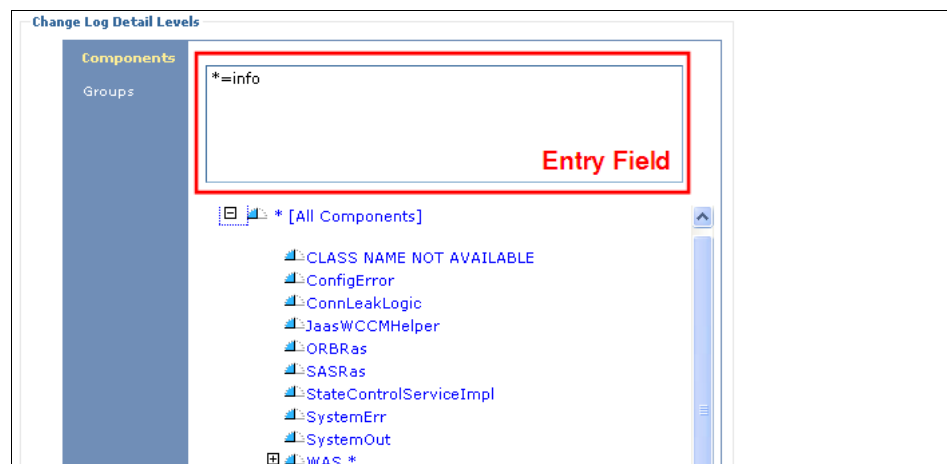 Change Log Detail Levels
Components
Groups
*=info
Entry Field
* [All Components]
CLASS NAME NOT AVAILABLE
ConfigError
ConnLeakLogic
JaasWCCMHelper
ORBRas
SASRas
StateControlServiceImpl
SystemErr
SystemOut
WAS.*